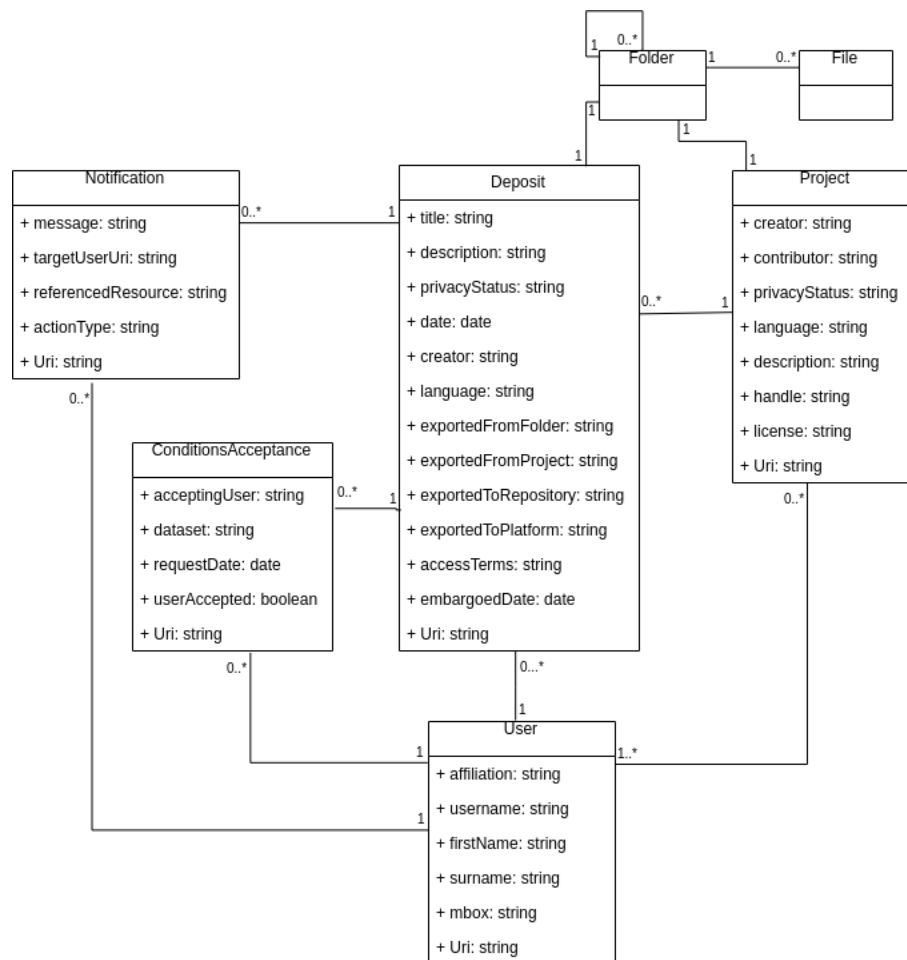 1
0..*
Folder
1
0..*
File
1
1
1
1
Notification
+ message: string
+ targetUserUri: string
+ referencedResource: string
+ actionType: string
+ Uri: string
0..*
1
0..*
Deposit
+ title: string
+ description: string
+ privacyStatus: string
+ date: date
+ creator: string
+ language: string
+ exportedFromFolder: string
+ exportedFromProject: string
+ exportedToRepository: string
+ exportedToPlatform: string
+ accessTerms: string
+ embargoedDate: date
+ Uri: string
0..*
1
Project
+ creator: string
+ contributor: string
+ privacyStatus: string
+ language: string
+ description: string
+ handle: string
+ license: string
+ Uri: string
0..*
ConditionsAcceptance
+ acceptingUser: string
+ dataset: string
+ requestDate: date
+ userAccepted: boolean
+ Uri: string
0..*
1
0..*
0...*
1
1
1
1..*
User
+ affiliation: string
+ username: string
+ firstName: string
+ surname: string
+ mbox: string
+ Uri: string